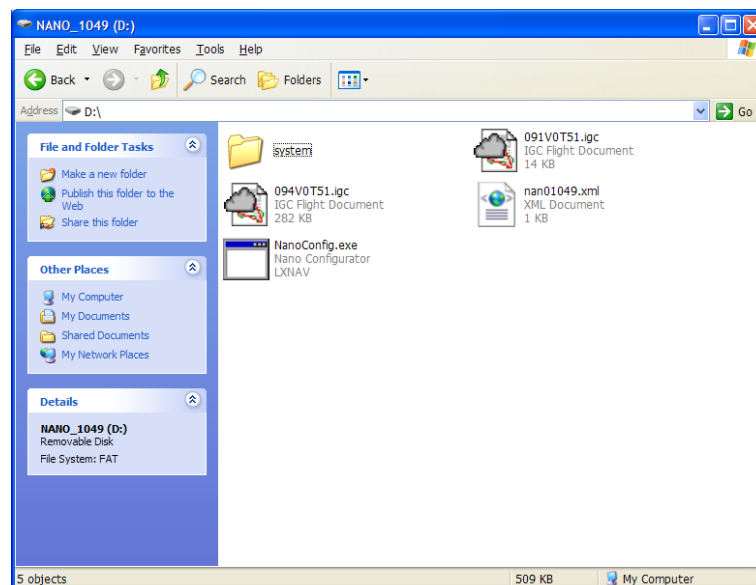 NANO_1049 (D:)
File Edit View Favorites Tools Help
Back Search Folders
Address D:\ Go
File and Folder Tasks
Make a new folder
Publish this folder to the
Web
Share this folder
Other Places
My Computer
My Documents
Shared Documents
My Network Places
Details
NANO_1049 (D:)
Removable Disk
File System: FAT
system
091V0T51.igc
IGC Flight Document
14 KB
094V0T51.igc
IGC Flight Document
282 KB
nano1049.xml
XML Document
1 KB
NanoConfig.exe
Nano Configurator
LXNAV
5 objects 509 KB My Computer